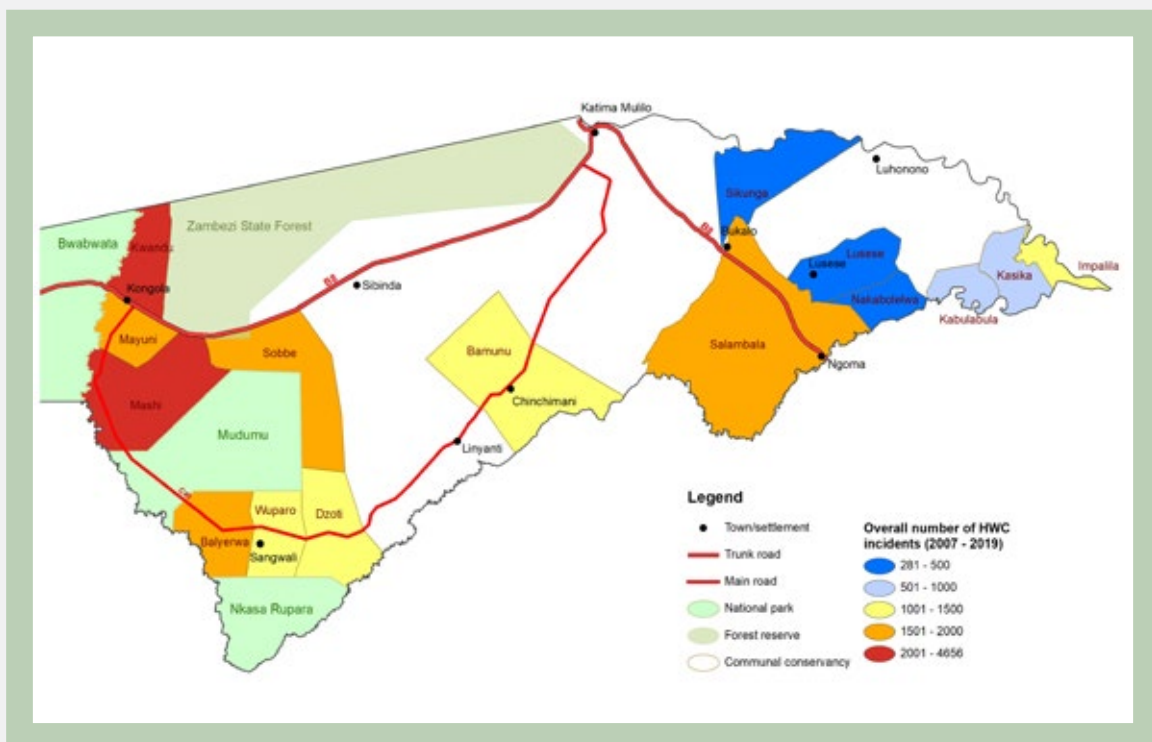 Katima Mulilo
Luhonono
Sikunga
Zambezi State Forest
Bwabwata
Kwandu
B8
Bukalo
Lusese
Lusese
Impalila
Kasika
Kongola
B8
Sibinda
Nakabolelwa
Kabulabula
Mayuni
Sobbe
Salambala
Bamunu
Ngoma
Mashi
Chinchimani
Mudumu
Linyanti
Wuparo
Dzoti
Balyerwa
Sangwali
Nkasa Rupara
Legend
Town/settlement
Trunk road
Main road
National park
Forest reserve
Communal conservancy
Overall number of HWC
incidents (2007 - 2019)
281 - 500
501 - 1000
1001 - 1500
1501 - 2000
2001 - 4656